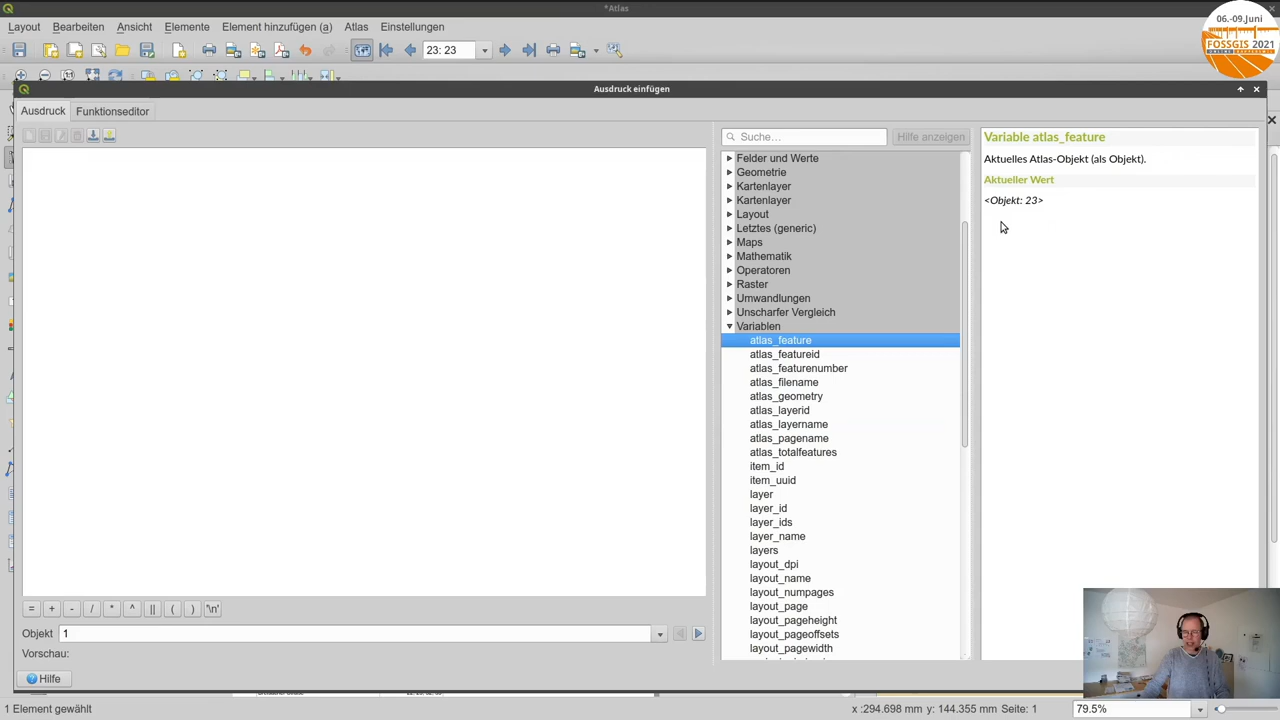 *Atlas
06.-09.Juni
FOSSGIS 2021
Layout Bearbeiten Ansicht Elemente Element hinzufügen (a) Atlas Einstellungen
23: 23
Ausdruck einfügen
Ausdruck Funktionseditor
Suche... Hilfe anzeigen
Felder und Werte
Geometrie
Kartenlayer
Kartenlayer
Layout
Letztes (generic)
Maps
Mathematik
Operatoren
Raster
Umwandlungen
Unscharfer Vergleich
Variablen
atlas_feature
atlas_featureid
atlas_featurenumber
atlas_filename
atlas_geometry
atlas_layerid
atlas_layername
atlas_pagename
atlas_totalfeatures
item_id
item_uuid
layer
layer_id
layer_ids
layer_name
layers
layout_dpi
layout_name
layout_numpages
layout_page
layout_pageheight
layout_pageoffsets
layout_pagewidth
Variable atlas_feature
Aktuelles Atlas-Objekt (als Objekt).
Aktueller Wert
<Objekt: 23>
= + - / * ^ || ( ) '\n'
Objekt 1
Vorschau:
Hilfe
1 Element gewählt
x :294.698 mm y: 144.355 mm Seite: 1
79.5%